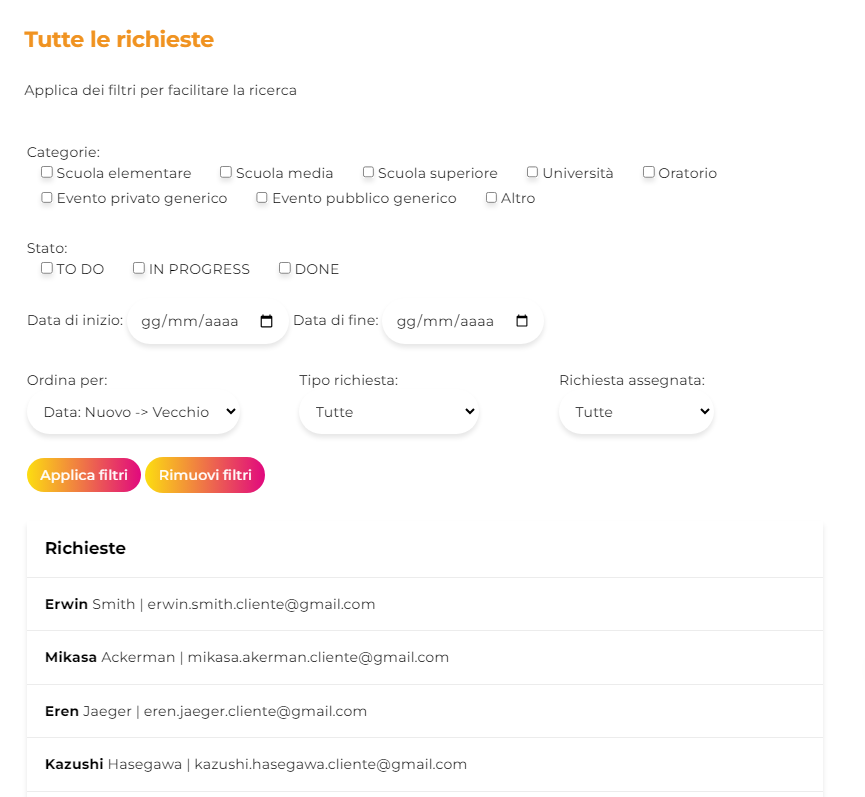 Tutte le richieste
Applica dei filtri per facilitare la ricerca
Categorie:
Scuola elementare Scuola media Scuola superiore Università Oratorio
Evento privato generico Evento pubblico generico Altro
Stato:
TO DO IN PROGRESS DONE
Data di inizio: gg/mm/aaaa Data di fine: gg/mm/aaaa
Ordina per: Tipo richiesta: Richiesta assegnata:
Data: Nuovo -> Vecchio Tutte Tutte
Applica filtri Rimuovi filtri
Richieste
Erwin Smith | erwin.smith.cliente@gmail.com
Mikasa Ackerman | mikasa.akerman.cliente@gmail.com
Eren Jaeger | eren.jaeger.cliente@gmail.com
Kazushi Hasegawa | kazushi.hasegawa.cliente@gmail.com